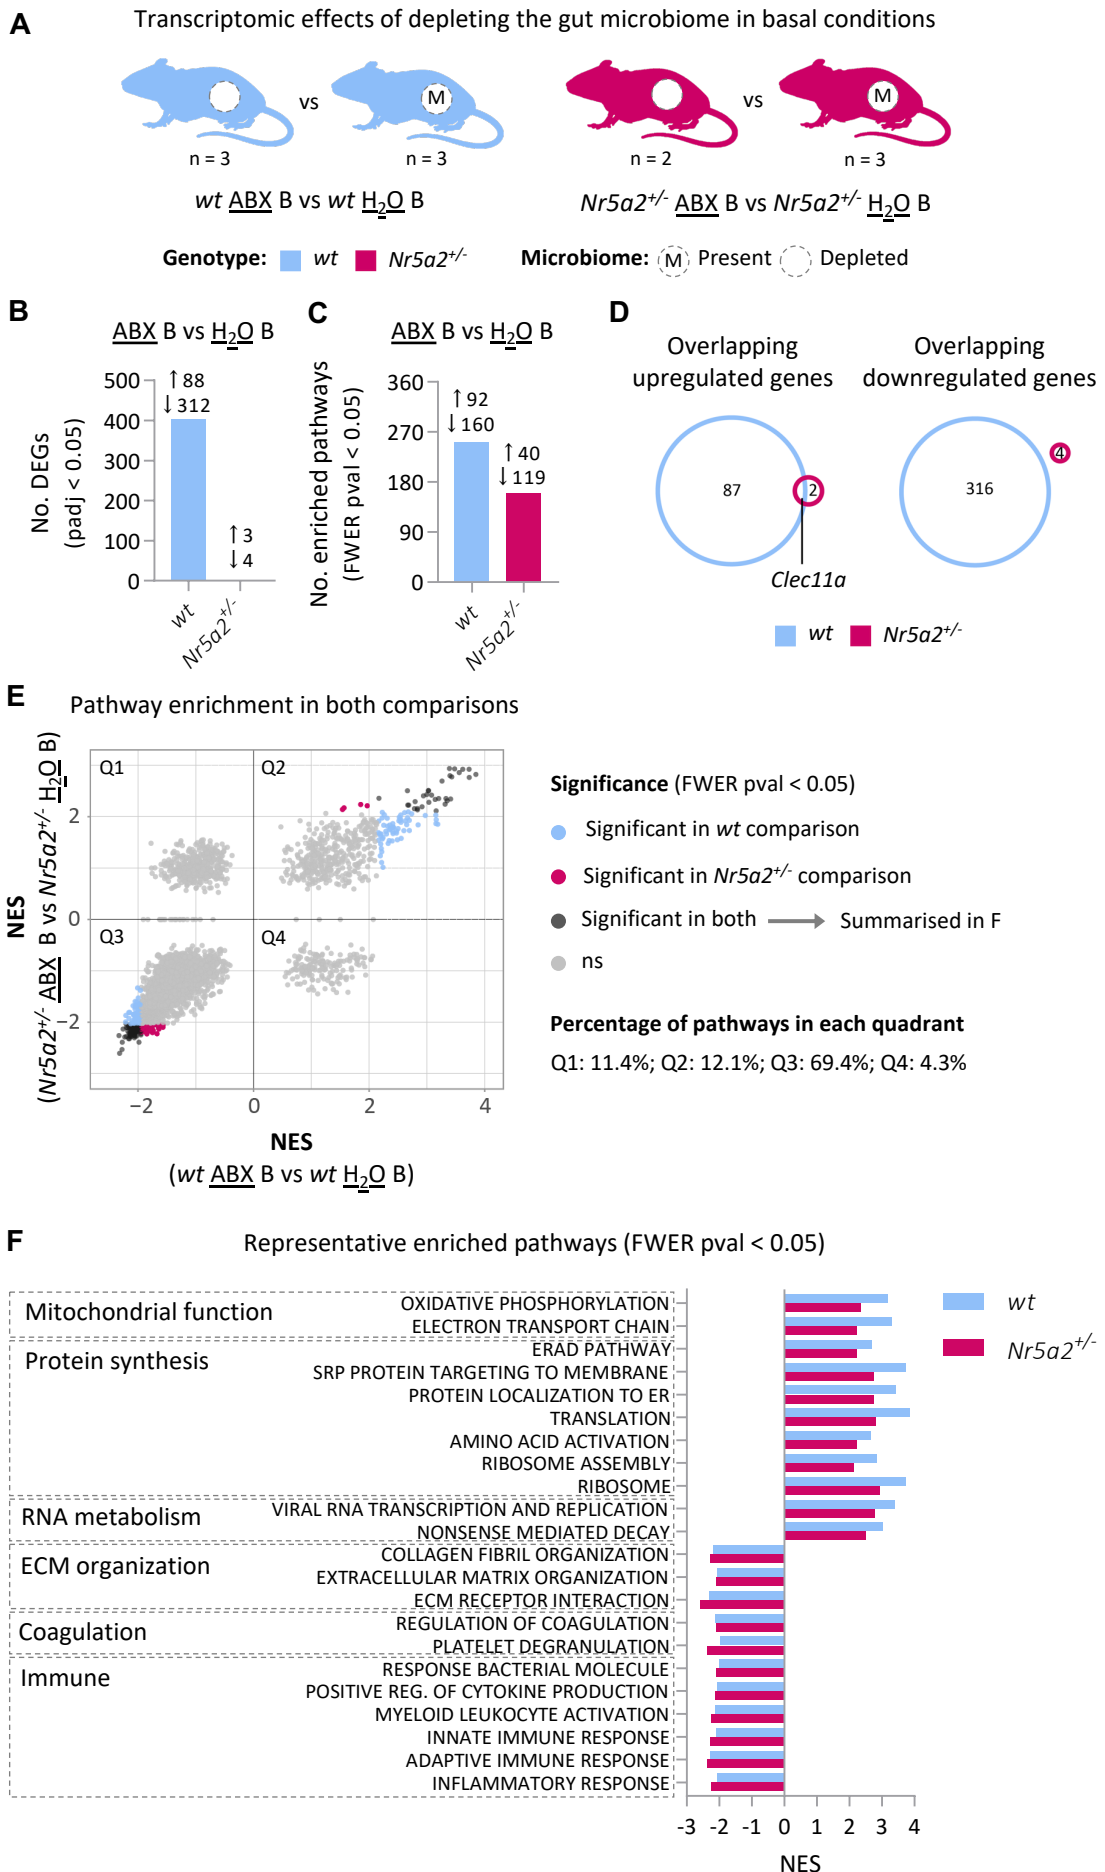 A
Transcriptomic effects of depleting the gut microbiome in basal conditions
vs
M
vs
M
n = 3
n = 3
n = 2
n = 3
wt ABX B vs wt H2O B
Nr5a2+/- ABX B vs Nr5a2+/- H2O B
Genotype: wt Nr5a2+/-
Microbiome: M Present Depleted
B
ABX B vs H2O B
No. DEGs
(padj < 0.05)
500
400
300
200
100
0
↑ 88
↓ 312
↑ 3
↓ 4
wt
Nr5a2+/-
C
ABX B vs H2O B
No. enriched pathways
(FWER pval < 0.05)
360
270
180
90
0
↑ 92
↓ 160
↑ 40
↓ 119
wt
Nr5a2+/-
D
Overlapping
upregulated genes
87
2
Clec11a
Overlapping
downregulated genes
316
4
wt Nr5a2+/-
E
Pathway enrichment in both comparisons
NES
(Nr5a2+/- ABX B vs Nr5a2+/- H2O B)
Q1
Q2
Q3
Q4
2
0
−2
−2
0
2
4
NES
(wt ABX B vs wt H2O B)
Significance (FWER pval < 0.05)
Significant in wt comparison
Significant in Nr5a2+/- comparison
Significant in both → Summarised in F
ns
Percentage of pathways in each quadrant
Q1: 11.4%; Q2: 12.1%; Q3: 69.4%; Q4: 4.3%
F
Representative enriched pathways (FWER pval < 0.05)
wt
Nr5a2+/-
Mitochondrial function
OXIDATIVE PHOSPHORYLATION
ELECTRON TRANSPORT CHAIN
Protein synthesis
ERAD PATHWAY
SRP PROTEIN TARGETING TO MEMBRANE
PROTEIN LOCALIZATION TO ER
TRANSLATION
AMINO ACID ACTIVATION
RIBOSOME ASSEMBLY
RIBOSOME
RNA metabolism
VIRAL RNA TRANSCRIPTION AND REPLICATION
NONSENSE MEDIATED DECAY
ECM organization
COLLAGEN FIBRIL ORGANIZATION
EXTRACELLULAR MATRIX ORGANIZATION
ECM RECEPTOR INTERACTION
Coagulation
REGULATION OF COAGULATION
PLATELET DEGRANULATION
Immune
RESPONSE BACTERIAL MOLECULE
POSITIVE REG. OF CYTOKINE PRODUCTION
MYELOID LEUKOCYTE ACTIVATION
INNATE IMMUNE RESPONSE
ADAPTIVE IMMUNE RESPONSE
INFLAMMATORY RESPONSE
-3 -2 -1 0 1 2 3 4
NES